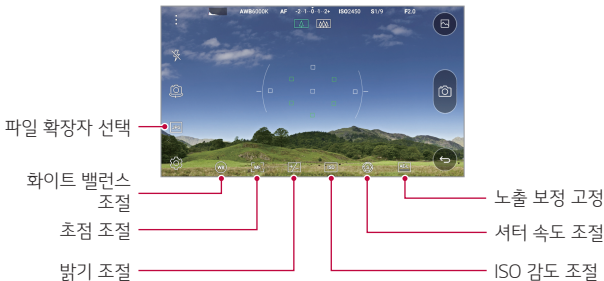 AWB6000K AF -2·1·0·1·2+ ISO2450 S1/9 F2.0
파일 확장자 선택
화이트 밸런스
조절
초점 조절
밝기 조절
노출 보정 고정
셔터 속도 조절
ISO 감도 조절
WB
ISO